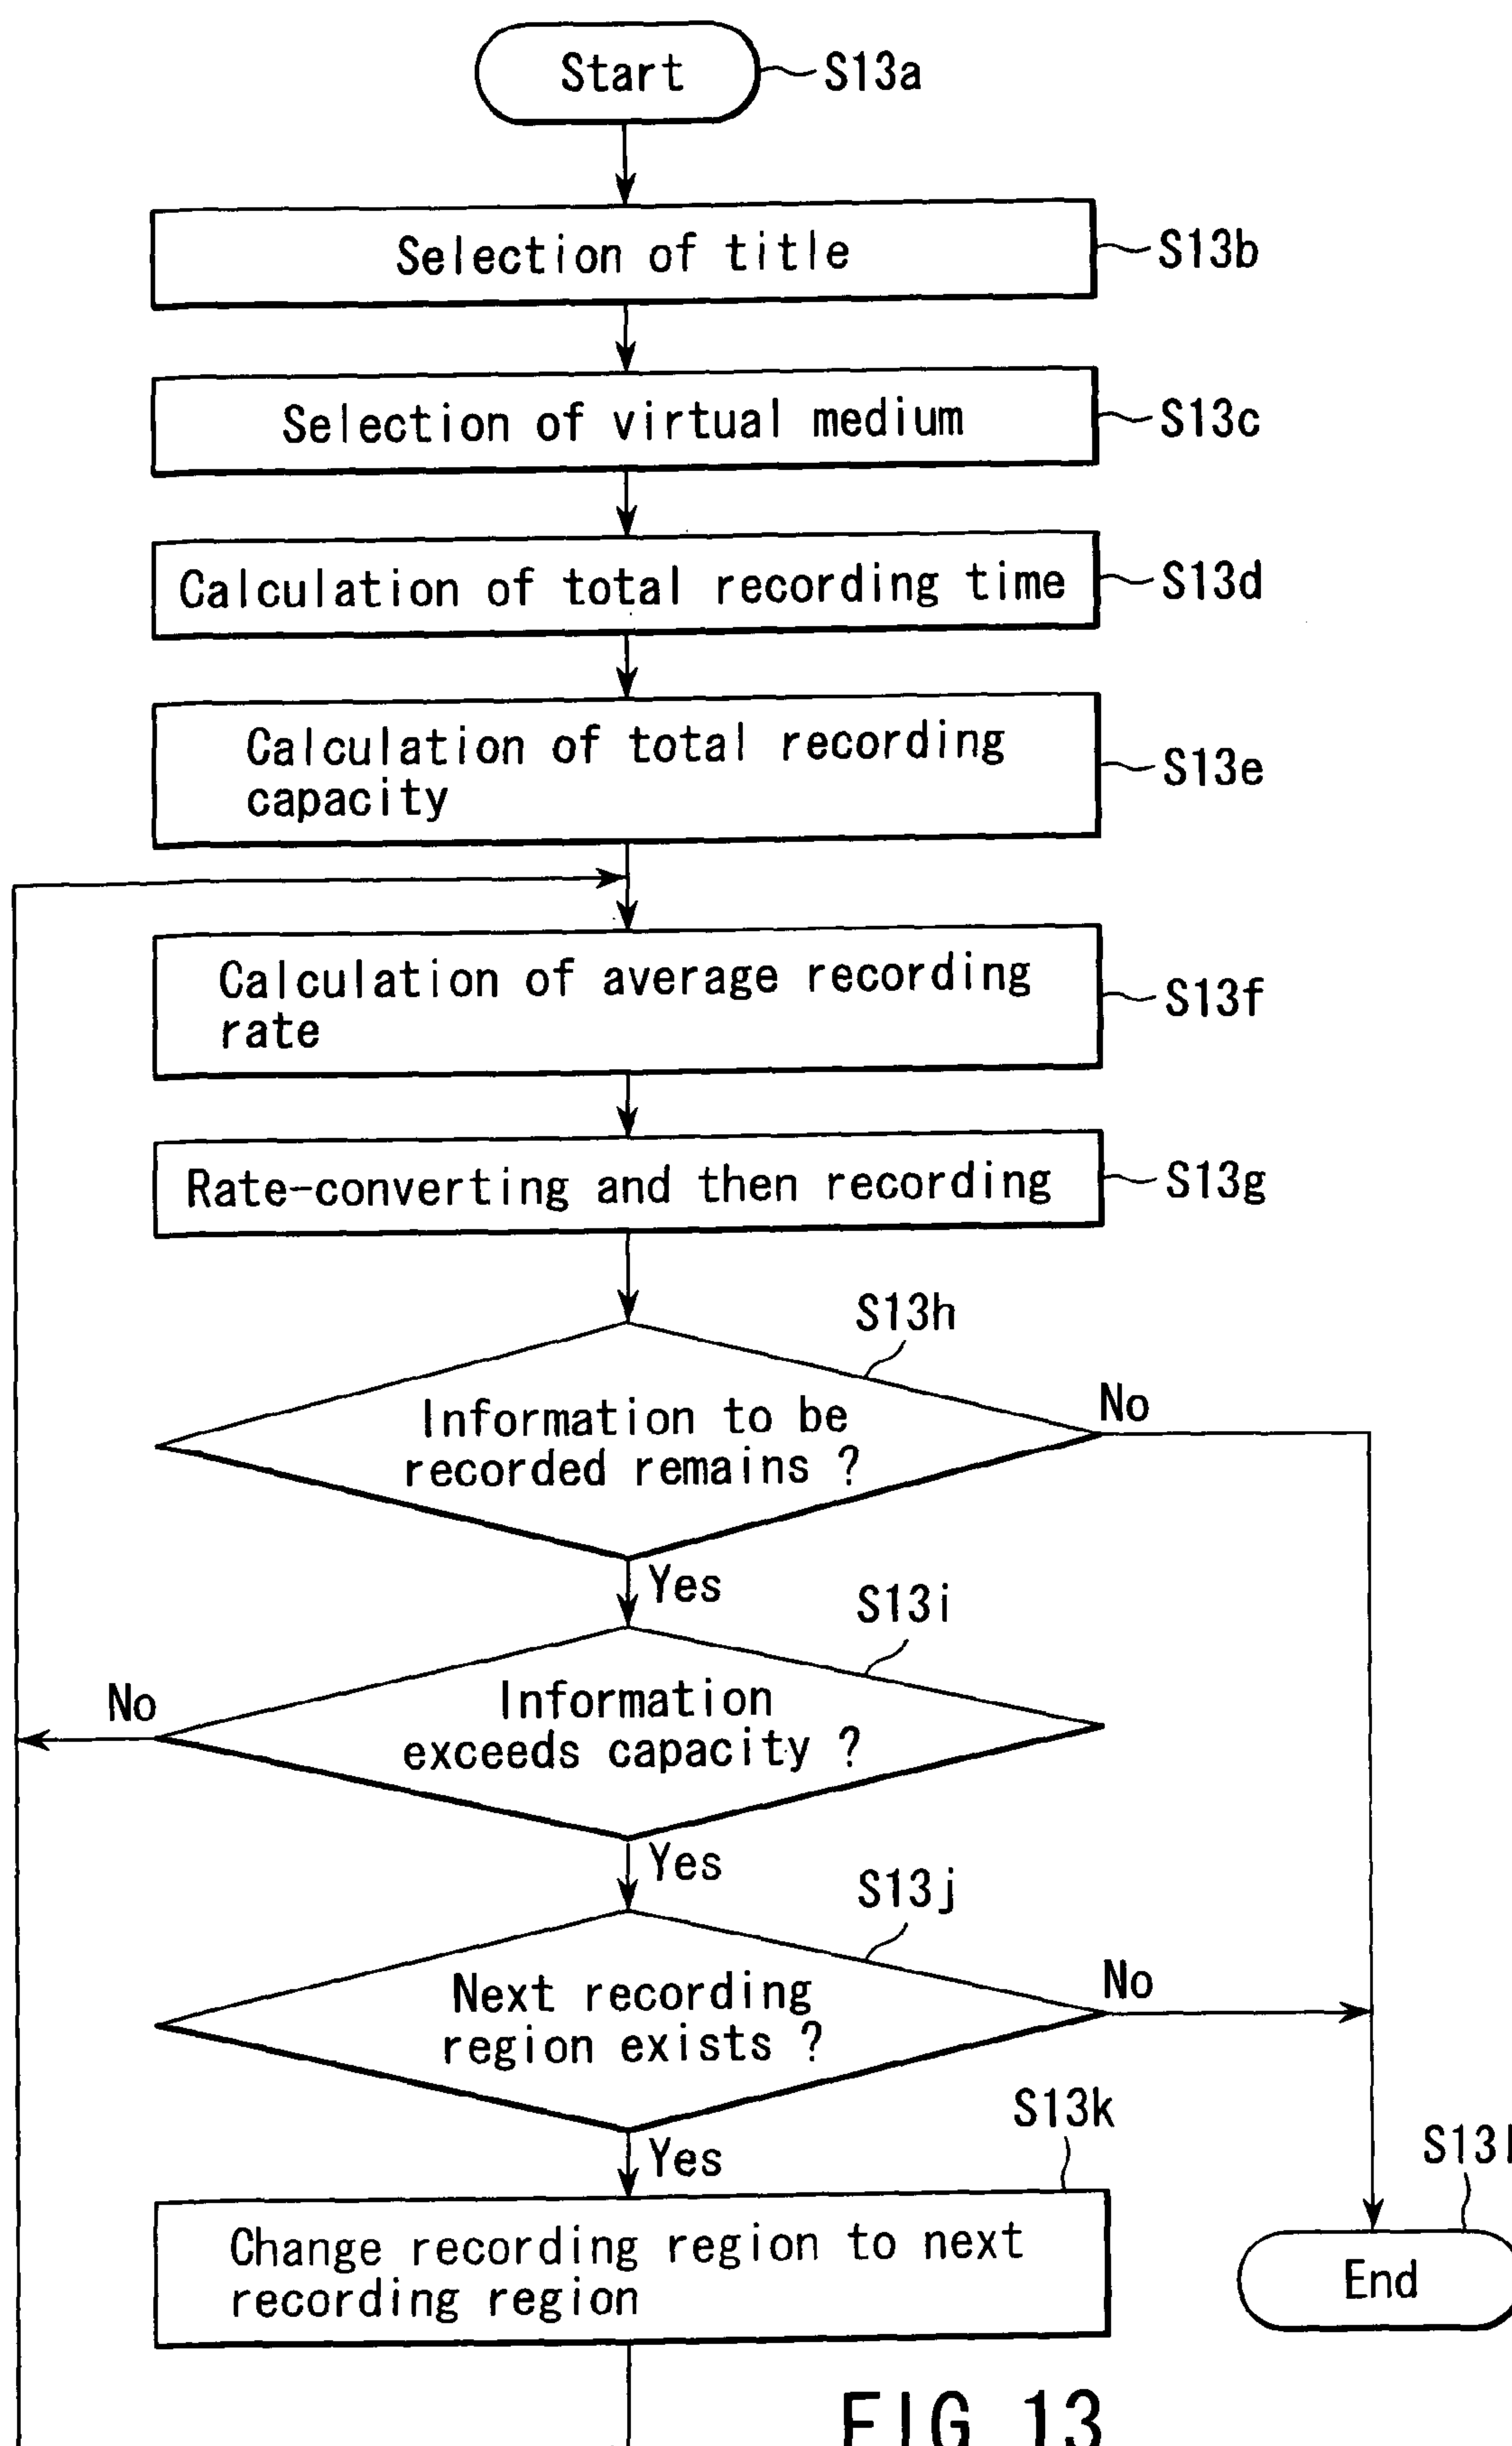 Start
S13a
Selection of title
S13b
Selection of virtual medium
S13c
Calculation of total recording time
S13d
Calculation of total recording
capacity
S13e
Calculation of average recording
rate
S13f
Rate-converting and then recording
S13g
S13h
Information to be
recorded remains ?
No
Yes
S13i
Information
exceeds capacity ?
No
Yes
S13j
Next recording
region exists ?
No
Yes
S13k
Change recording region to next
recording region
S13l
End
FIG. 13